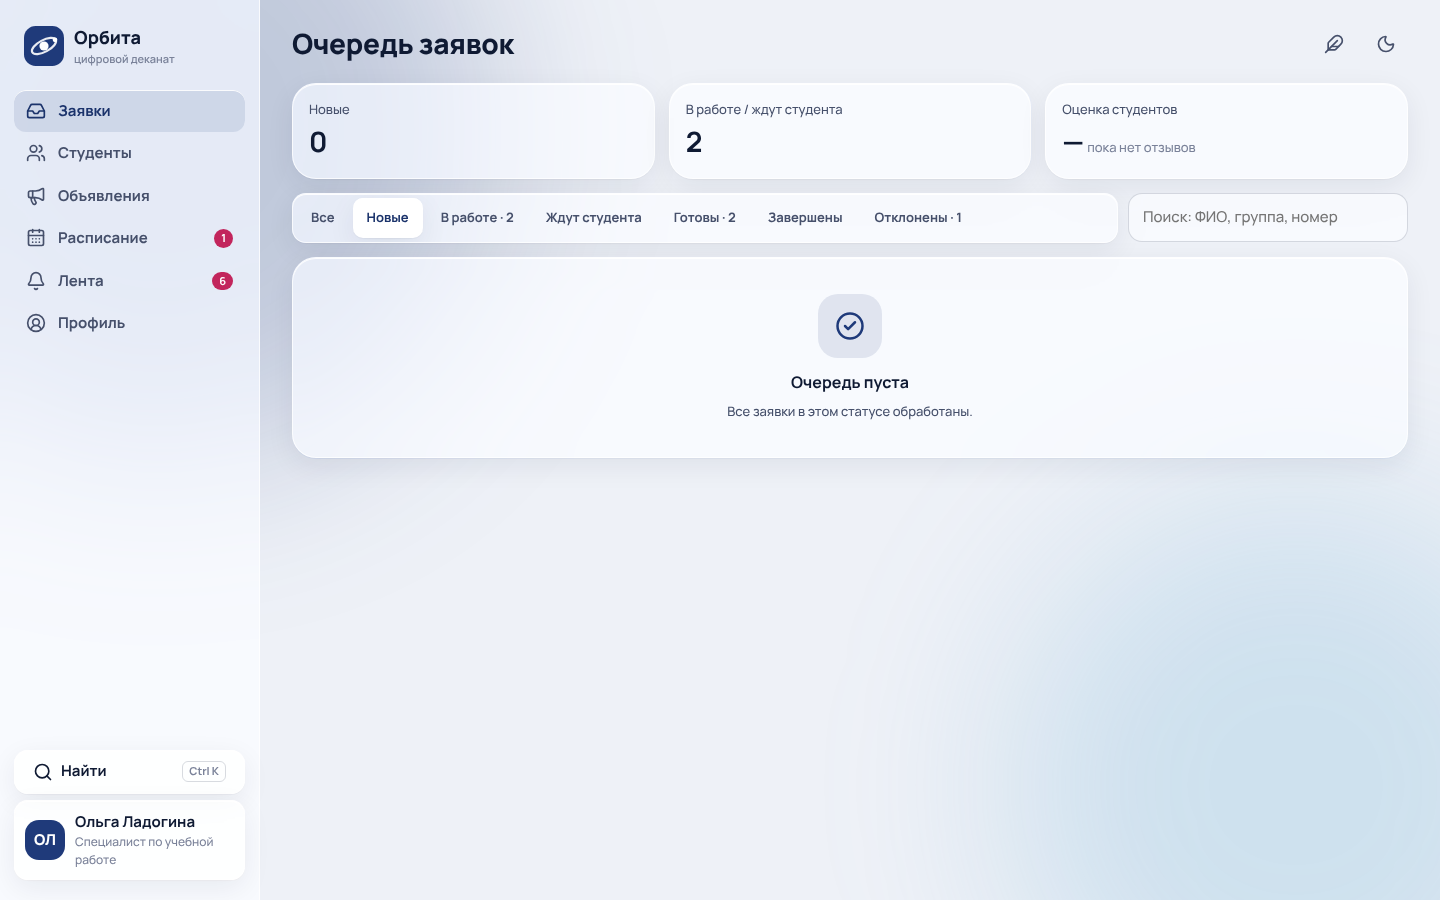 Орбита
цифровой деканат
Заявки
Студенты
Объявления
Расписание 1
Лента 6
Профиль
Найти Ctrl K
ОЛ
Ольга Ладогина
Специалист по учебной
работе
Очередь заявок
Новые
0
В работе / ждут студента
2
Оценка студентов
— пока нет отзывов
Все Новые В работе · 2 Ждут студента Готовы · 2 Завершены Отклонены · 1
Поиск: ФИО, группа, номер
Очередь пуста
Все заявки в этом статусе обработаны.